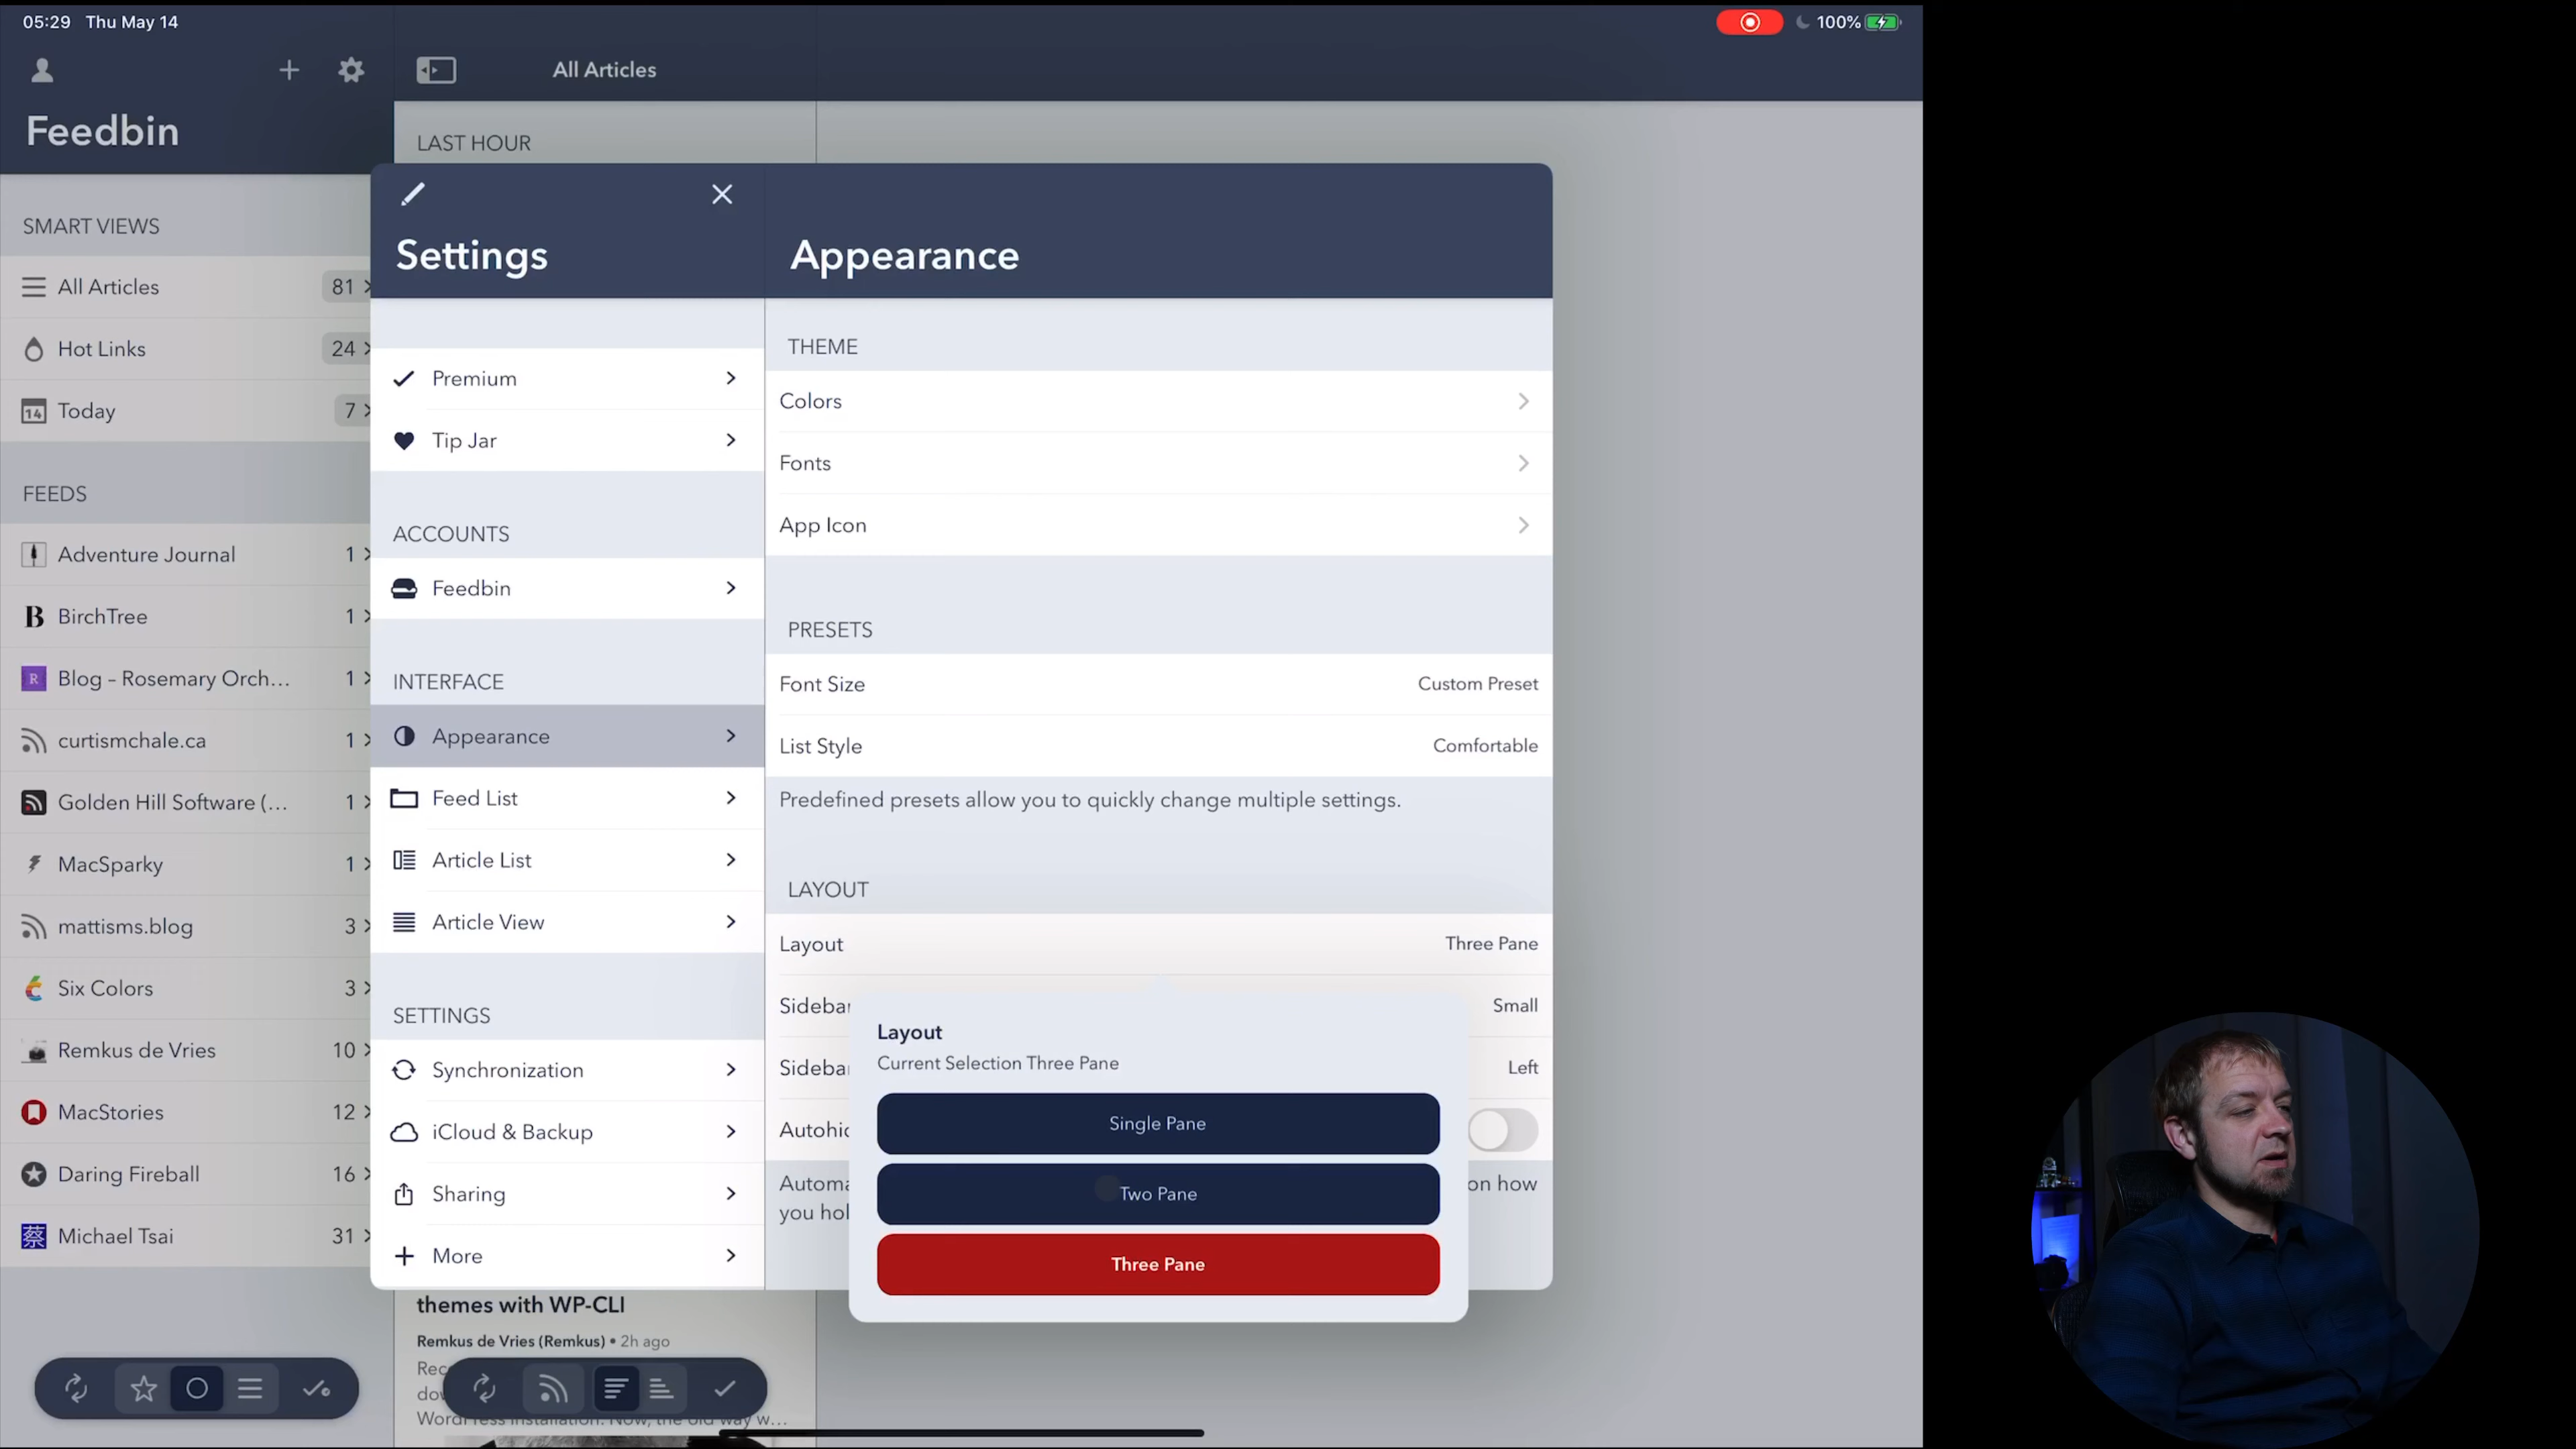 05:29 Thu May 14
100%
Feedbin
SMART VIEWS
All Articles 81
Hot Links 24
14 Today 7
FEEDS
Adventure Journal 1
B BirchTree 1
R Blog – Rosemary Orch... 1
curtismchale.ca 1
Golden Hill Software (... 1
MacSparky 1
mattisms.blog 3
Six Colors 3
Remkus de Vries 10
MacStories 12
Daring Fireball 16
蔡 Michael Tsai 31
All Articles
LAST HOUR
Settings
Premium
Tip Jar
ACCOUNTS
Feedbin
INTERFACE
Appearance
Feed List
Article List
Article View
SETTINGS
Synchronization
iCloud & Backup
Sharing
More
Appearance
THEME
Colors
Fonts
App Icon
PRESETS
Font Size Custom Preset
List Style Comfortable
Predefined presets allow you to quickly change multiple settings.
LAYOUT
Layout Three Pane
Small
Left
on how
you
Layout
Current Selection Three Pane
Single Pane
Two Pane
Three Pane
themes with WP-CLI
Remkus de Vries (Remkus) • 2h ago